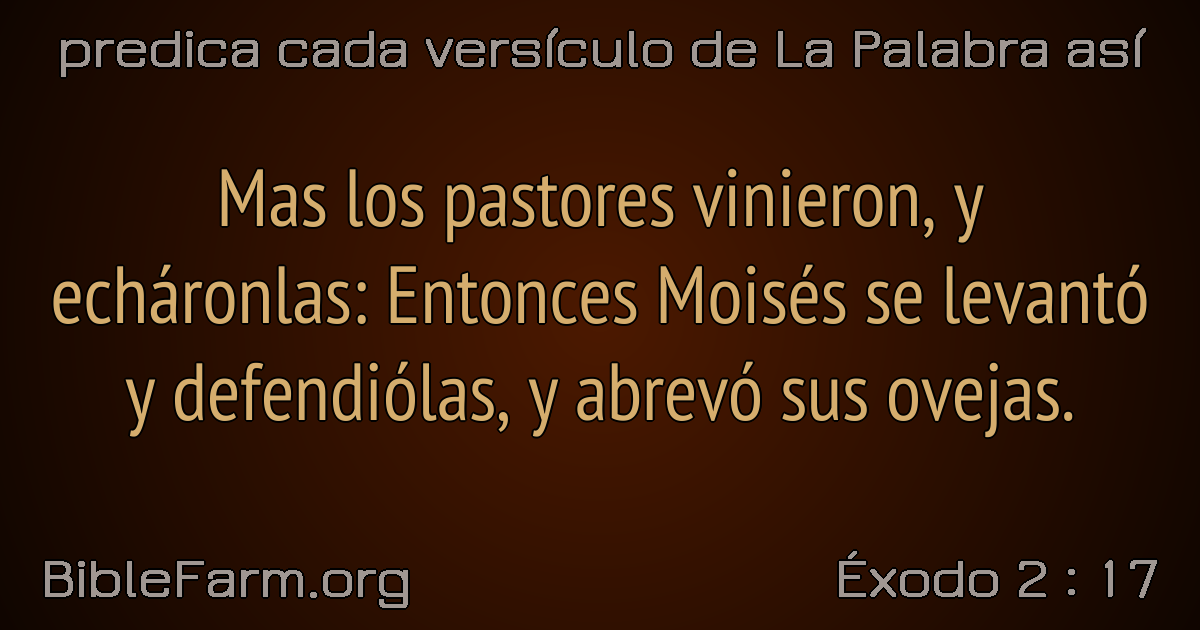 predica cada versículo de La Palabra así
Mas los pastores vinieron, y
echáronlas: Entonces Moisés se levantó
y defendiólas, y abrevó sus ovejas.
BibleFarm.org
Éxodo 2 : 17